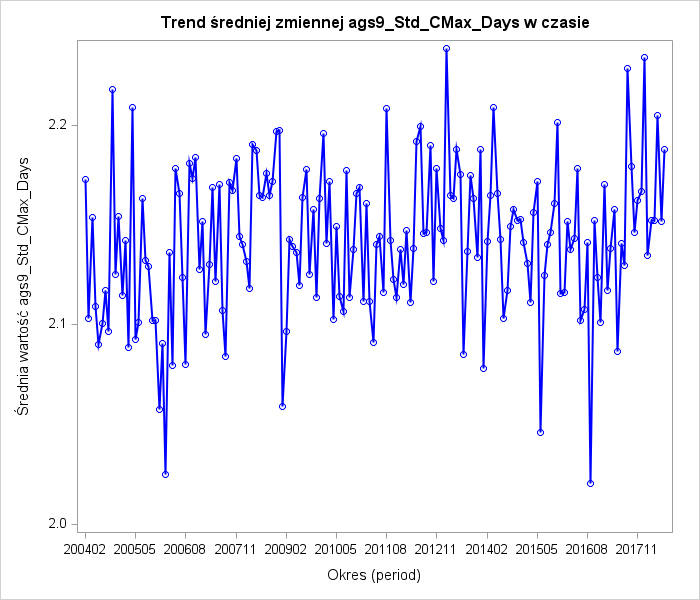 Trend średniej zmiennej ags9_Std_CMax_Days w czasie
Średnia wartość ags9_Std_CMax_Days
2.2
2.1
2.0
200402 200505 200608 200711 200902 201005 201108 201211 201402 201505 201608 201711
Okres (period)